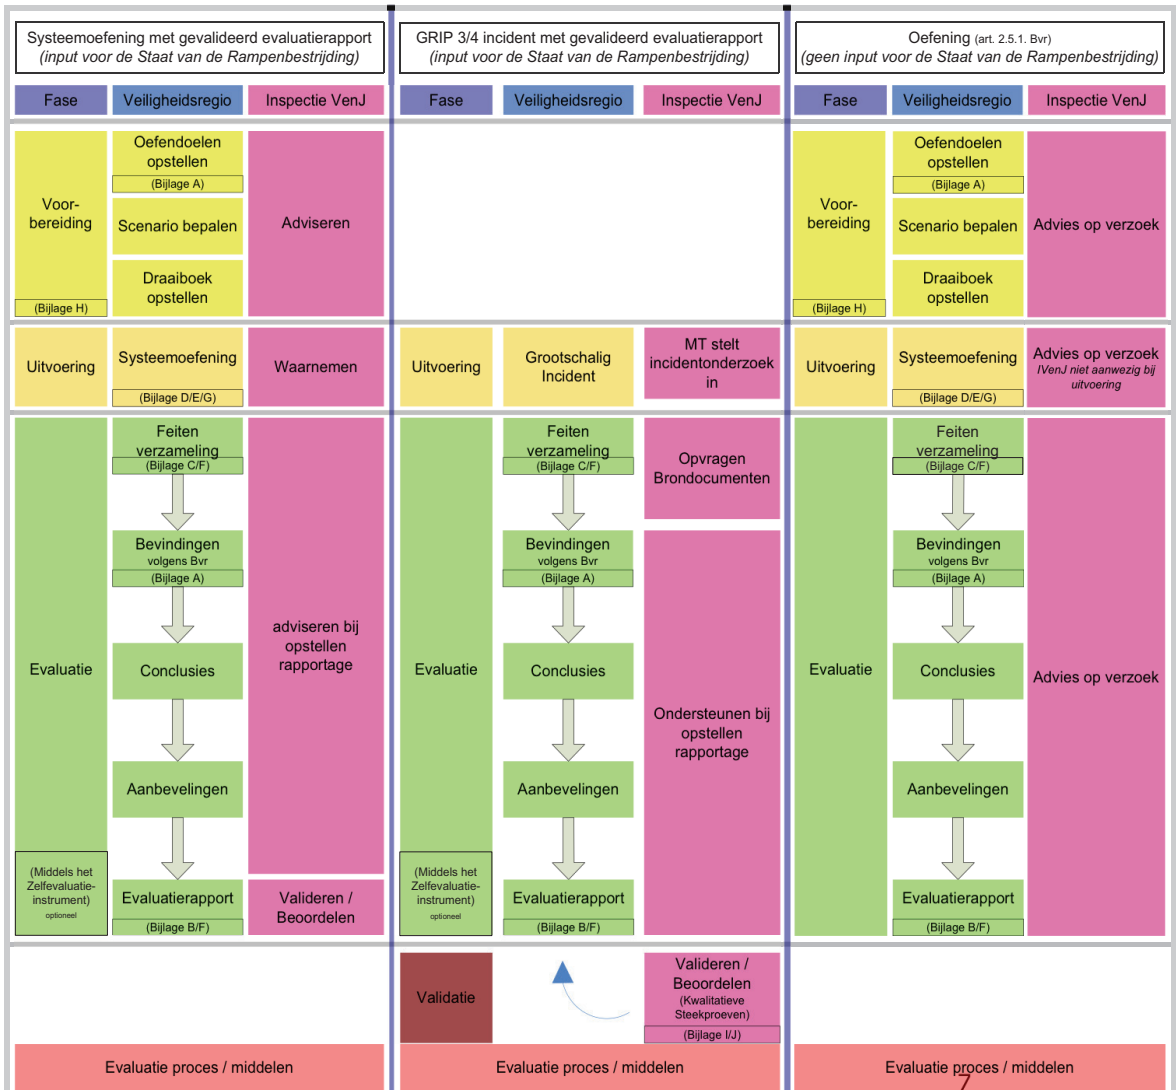 Systeemoefening met gevalideerd evaluatierapport
(input voor de Staat van de Rampenbestrijding)
Fase
Veiligheidsregio
Inspectie VenJ
Voor-
bereiding
(Bijlage H)
Oefendoelen
opstellen
(Bijlage A)
Scenario bepalen
Draaiboek
opstellen
Adviseren
Uitvoering
Systeemoefening
(Bijlage D/E/G)
Waarnemen
Evaluatie
(Middels het
Zelfevaluatie-
instrument)
optioneel
Feiten
verzameling
(Bijlage C/F)
Bevindingen
volgens Bvr
(Bijlage A)
Conclusies
Aanbevelingen
Evaluatierapport
(Bijlage B/F)
adviseren bij
opstellen
rapportage
Valideren /
Beoordelen
Evaluatie proces / middelen
GRIP 3/4 incident met gevalideerd evaluatierapport
(input voor de Staat van de Rampenbestrijding)
Fase
Veiligheidsregio
Inspectie VenJ
Uitvoering
Grootschalig
Incident
MT stelt
incidentonderzoek
in
Evaluatie
(Middels het
Zelfevaluatie-
instrument)
optioneel
Feiten
verzameling
(Bijlage C/F)
Bevindingen
volgens Bvr
(Bijlage A)
Conclusies
Aanbevelingen
Evaluatierapport
(Bijlage B/F)
Opvragen
Brondocumenten
Ondersteunen bij
opstellen
rapportage
Validatie
Valideren /
Beoordelen
(Kwalitatieve
Steekproeven)
(Bijlage I/J)
Evaluatie proces / middelen
Oefening (art. 2.5.1. Bvr)
(geen input voor de Staat van de Rampenbestrijding)
Fase
Veiligheidsregio
Inspectie VenJ
Voor-
bereiding
(Bijlage H)
Oefendoelen
opstellen
(Bijlage A)
Scenario bepalen
Draaiboek
opstellen
Advies op verzoek
Uitvoering
Systeemoefening
(Bijlage D/E/G)
Advies op verzoek
IVenJ niet aanwezig bij
uitvoering
Evaluatie
Feiten
verzameling
(Bijlage C/F)
Bevindingen
volgens Bvr
(Bijlage A)
Conclusies
Aanbevelingen
Evaluatierapport
(Bijlage B/F)
Advies op verzoek
Evaluatie proces / middelen
7